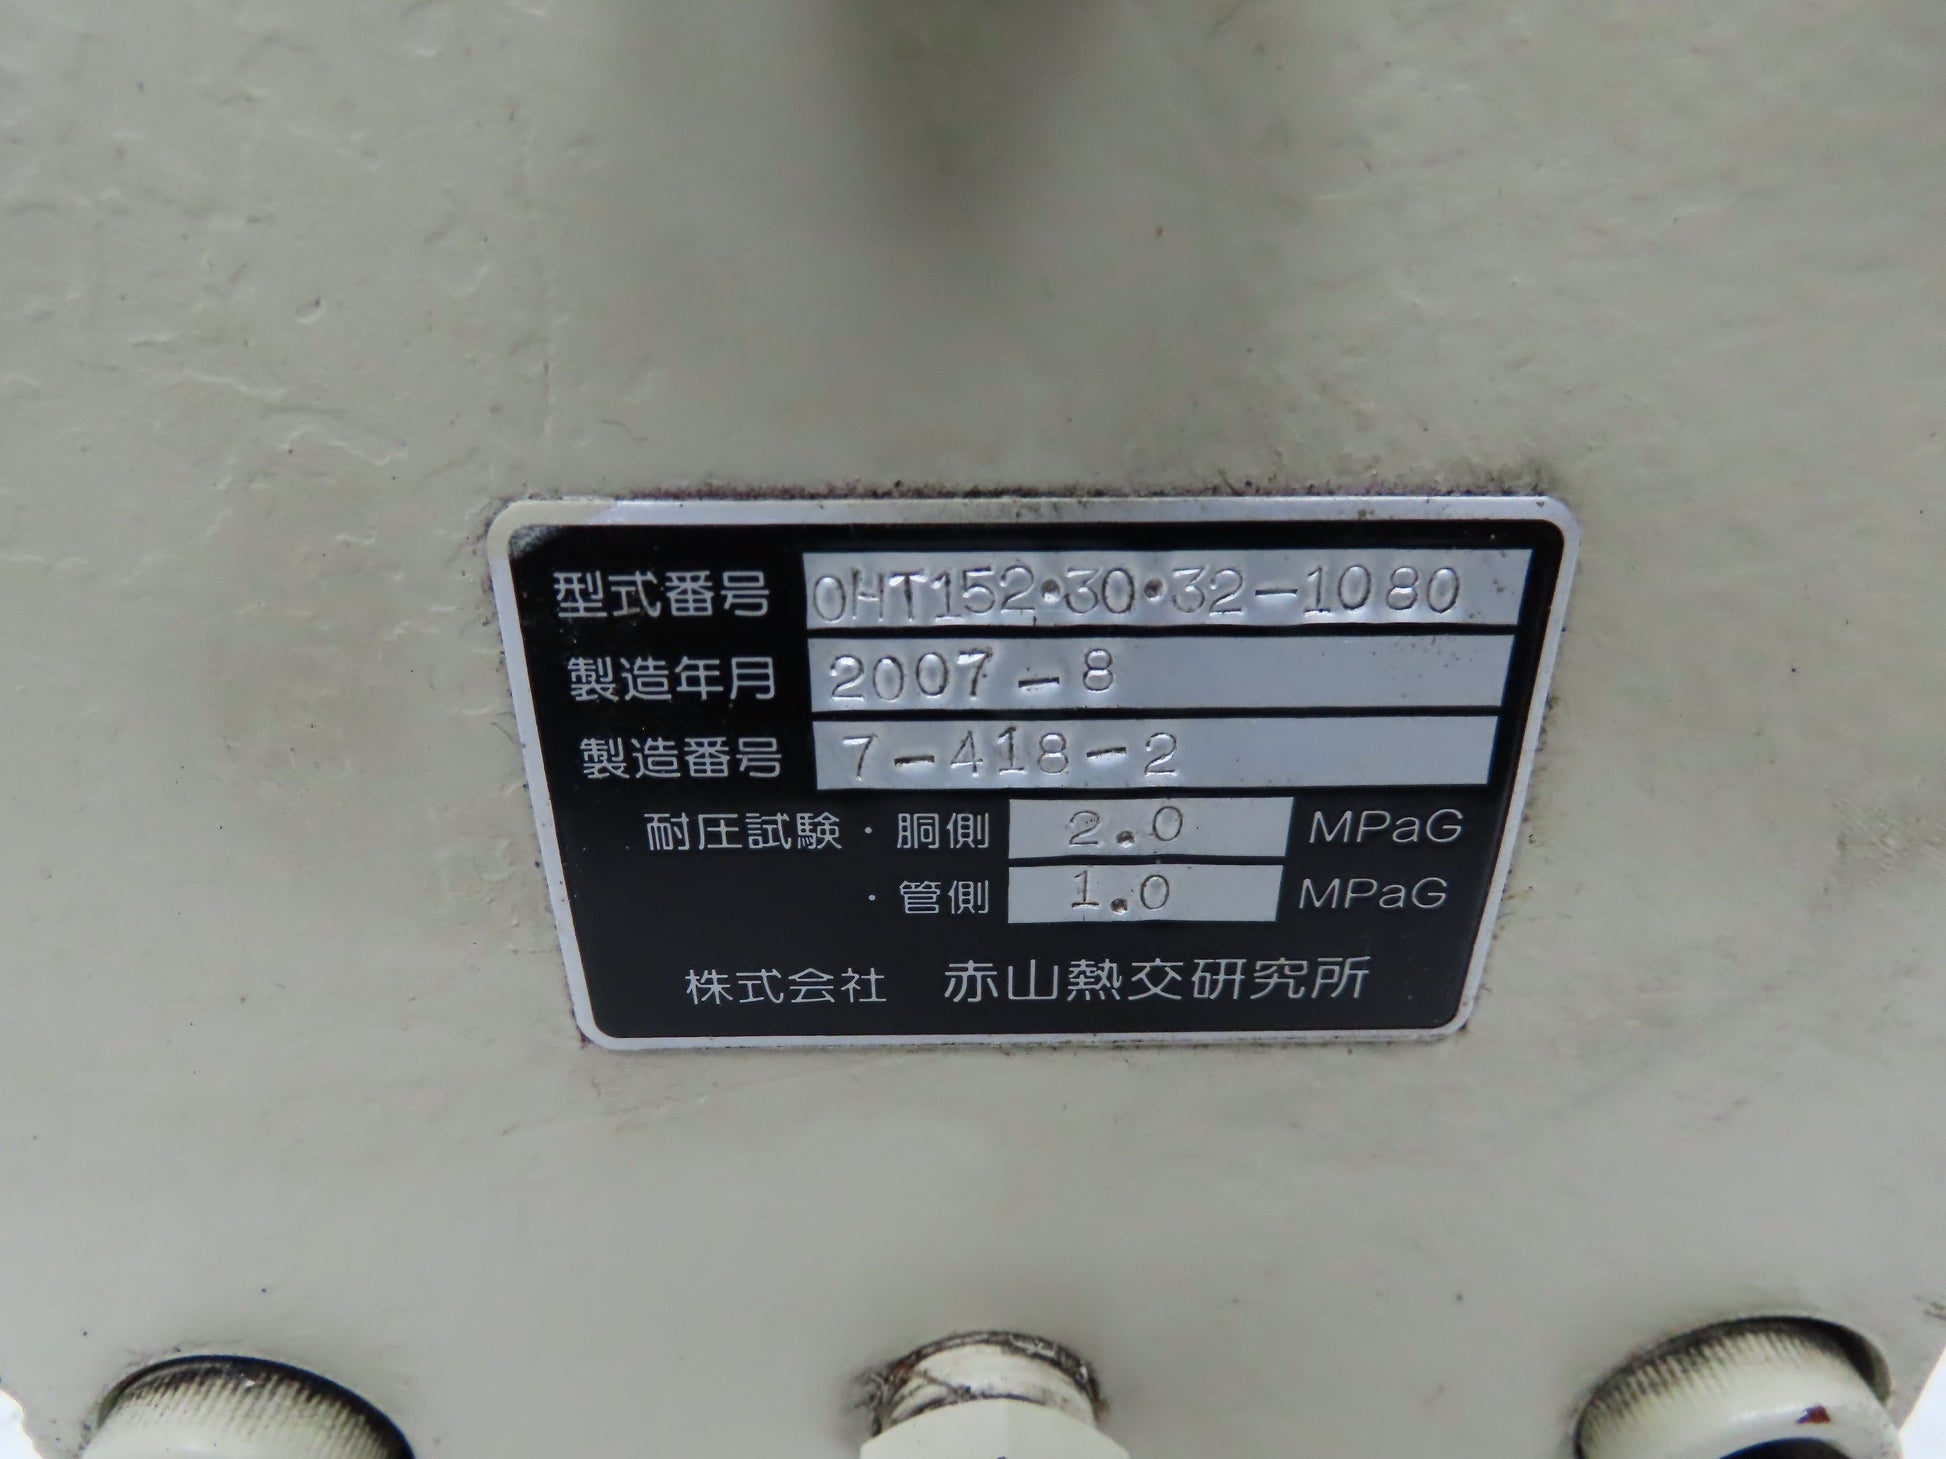 型式番号 OHT152・30・32-1080
製造年月 2007-8
製造番号 7-418-2
耐圧試験・胴側 2.0 MPaG
・管側 1.0 MPaG
株式会社 赤山熱交研究所